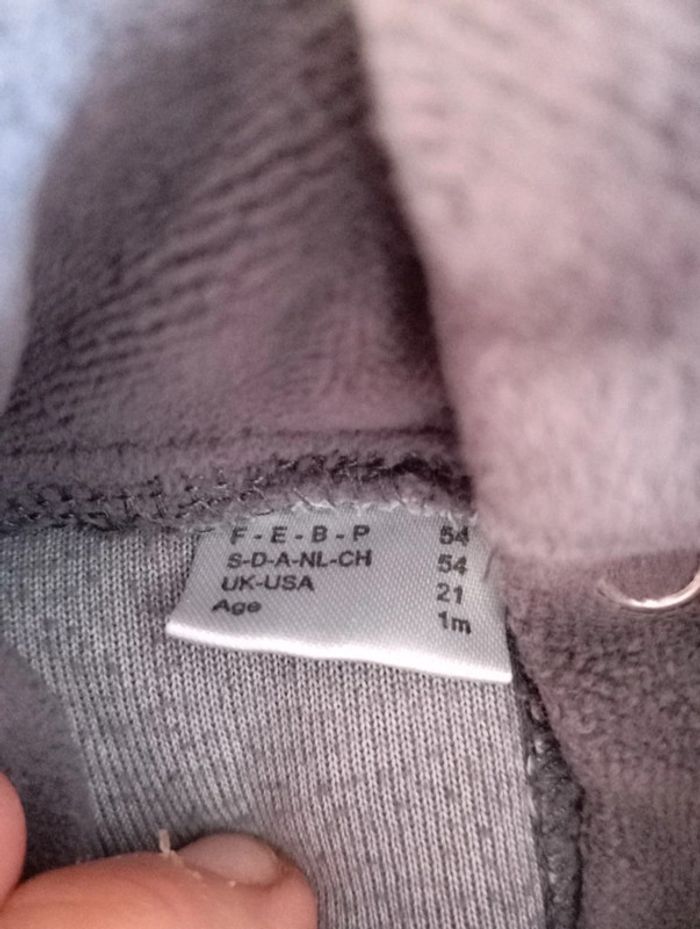 F - E - B - P 54
S-D-A-NL-CH 54
UK-USA 21
Age 1m